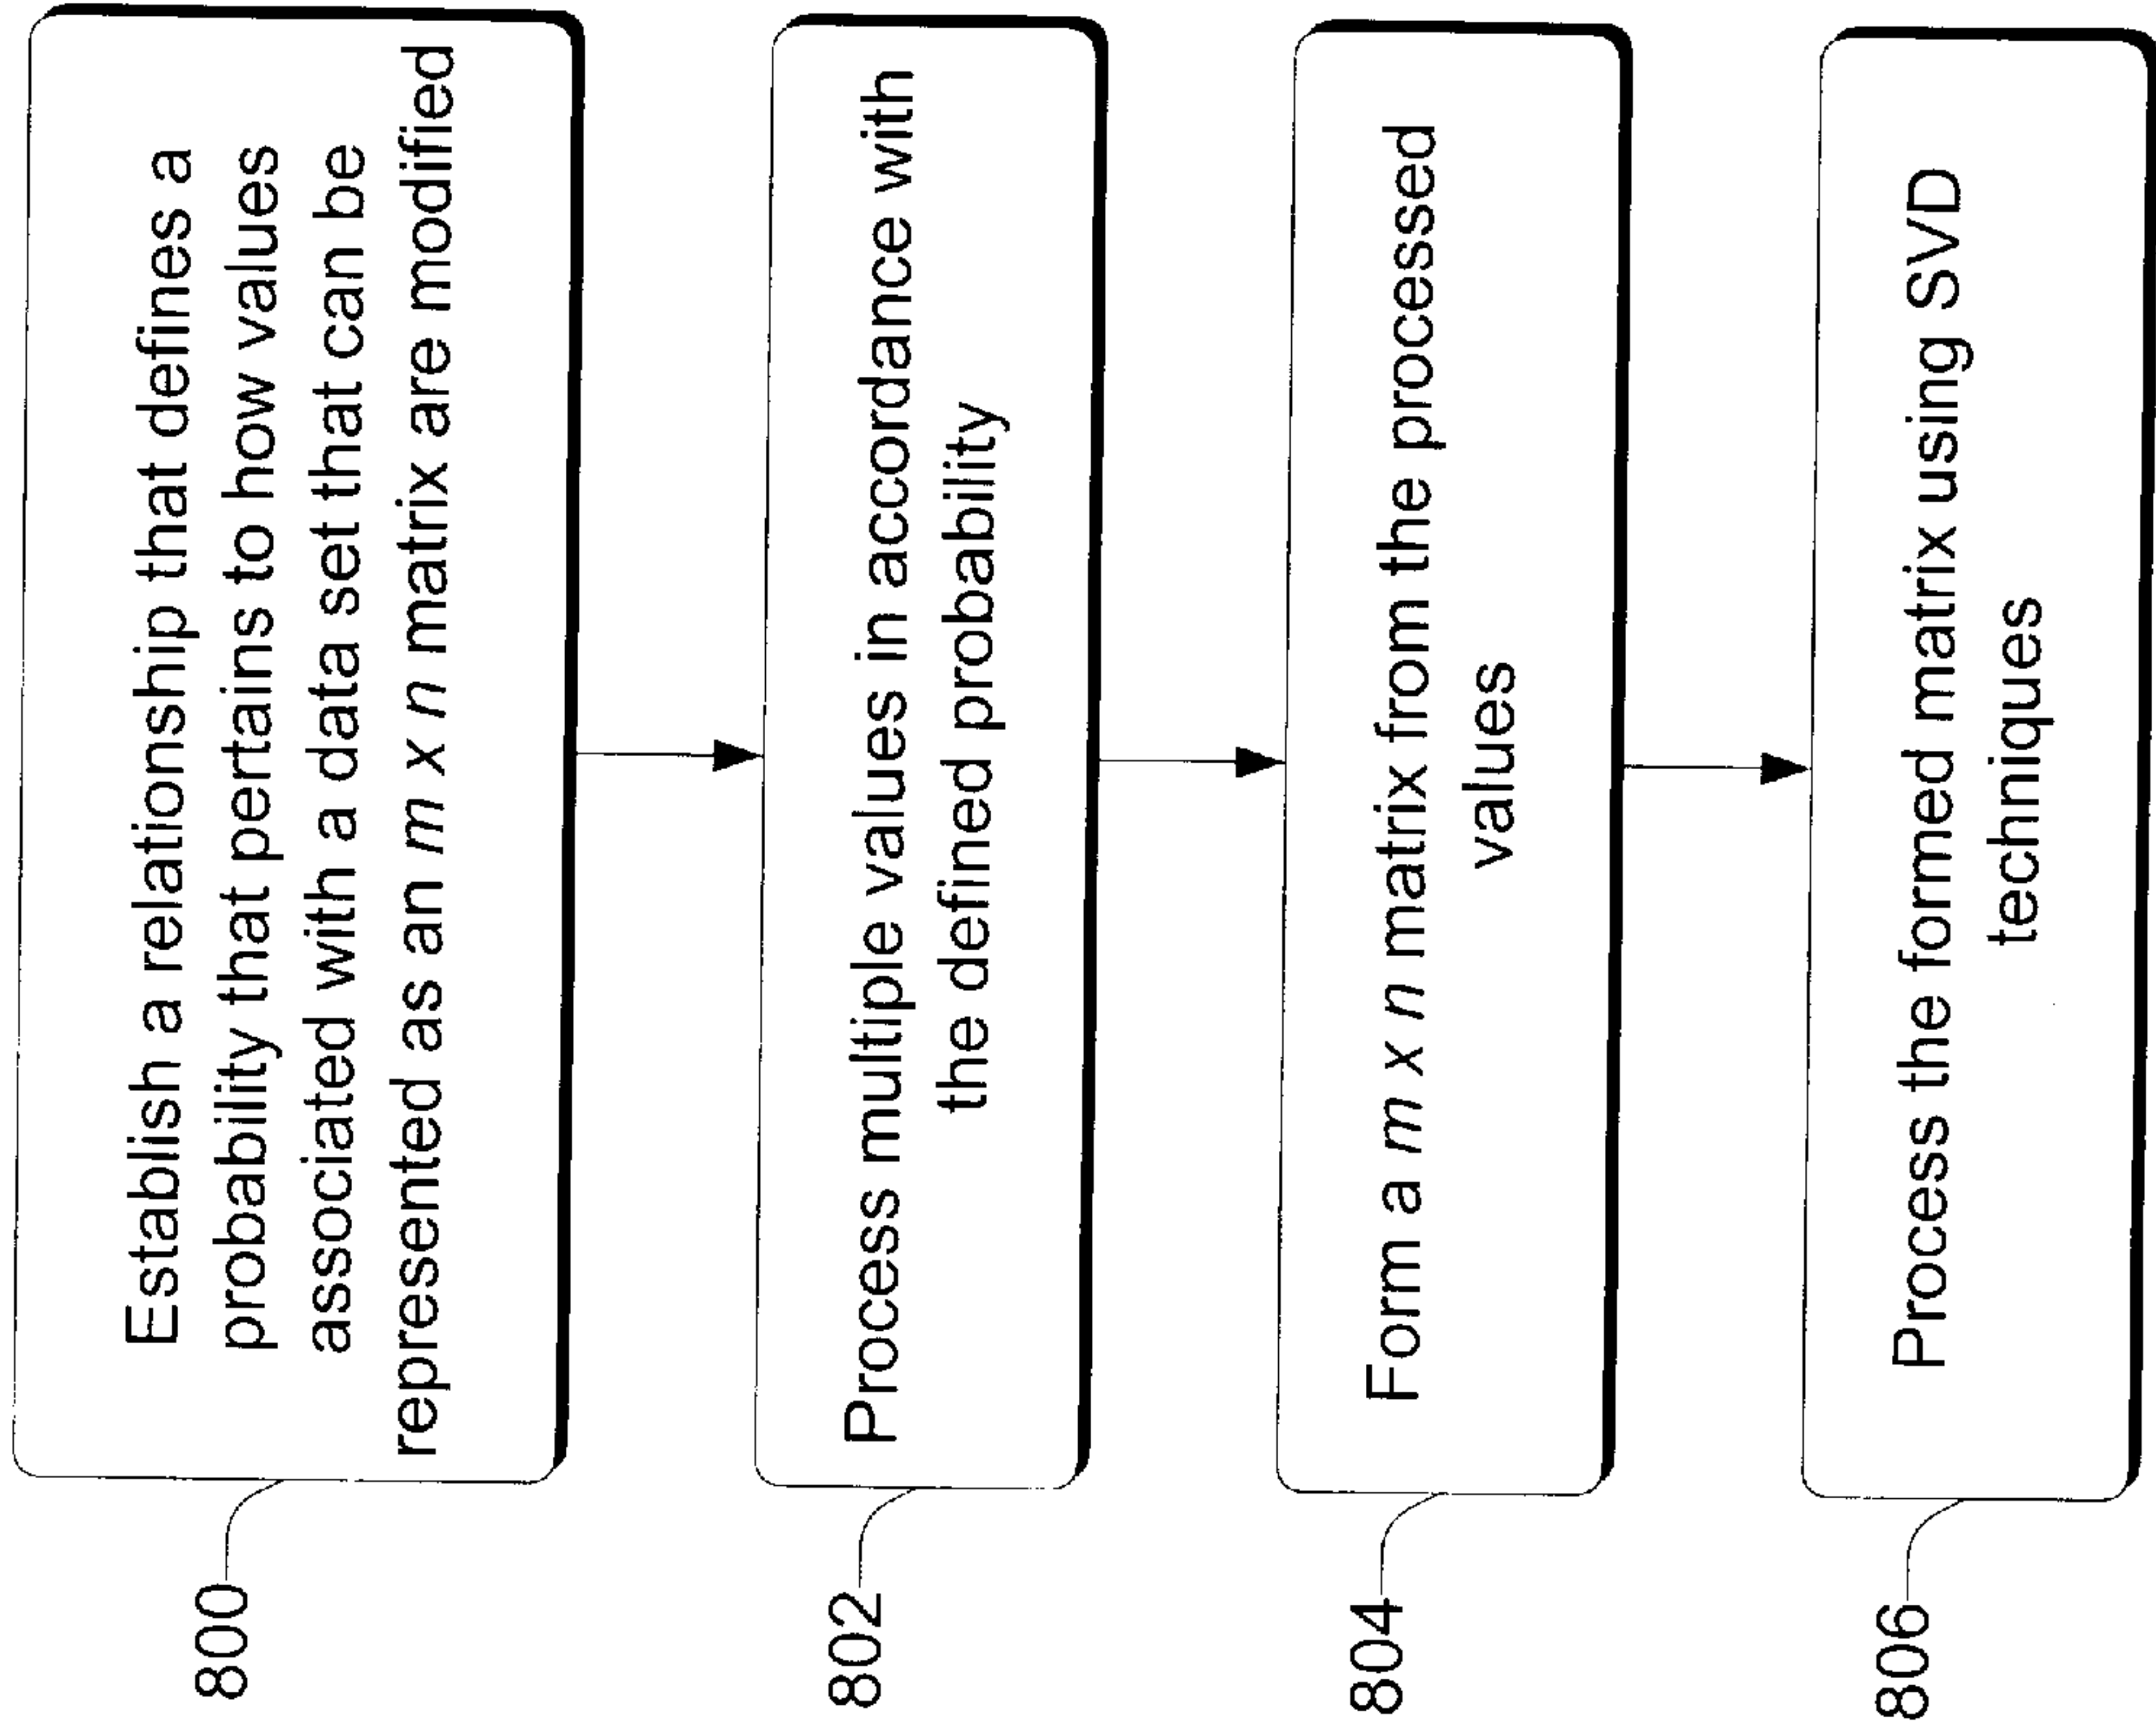 800
Establish a relationship that defines a
probability that pertains to how values
associated with a data set that can be
represented as an m x n matrix are modified
802
Process multiple values in accordance with
the defined probability
804
Form a m x n matrix from the processed
values
806
Process the formed matrix using SVD
techniques